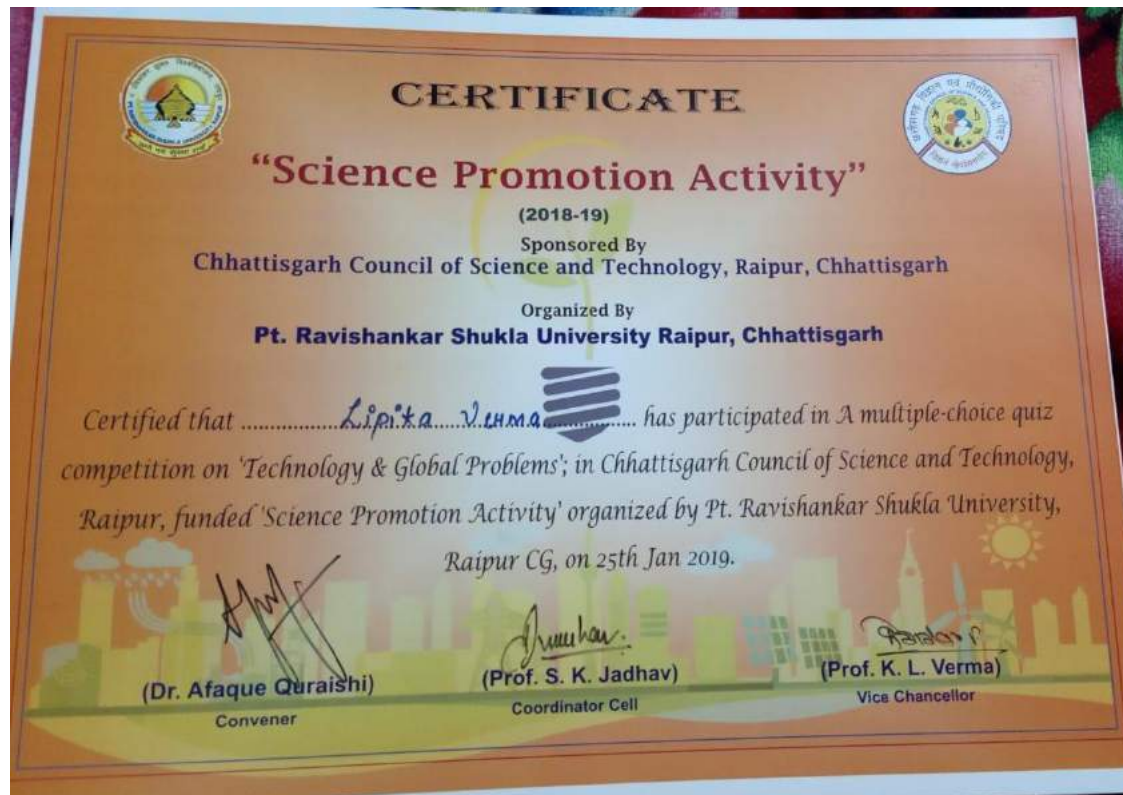 CERTIFICATE
"Science Promotion Activity"
(2018-19)
Sponsored By
Chhattisgarh Council of Science and Technology, Raipur, Chhattisgarh
Organized By
Pt. Ravishankar Shukla University Raipur, Chhattisgarh
Certified that .................Lipika.....Verma................ has participated in A multiple-choice quiz
competition on 'Technology & Global Problems'; in Chhattisgarh Council of Science and Technology,
Raipur, funded 'Science Promotion Activity' organized by Pt. Ravishankar Shukla University,
Raipur CG, on 25th Jan 2019.
(Dr. Afaque Quraishi)
(Prof. S. K. Jadhav)
(Prof. K. L. Verma)
Convener
Coordinator Cell
Vice Chancellor